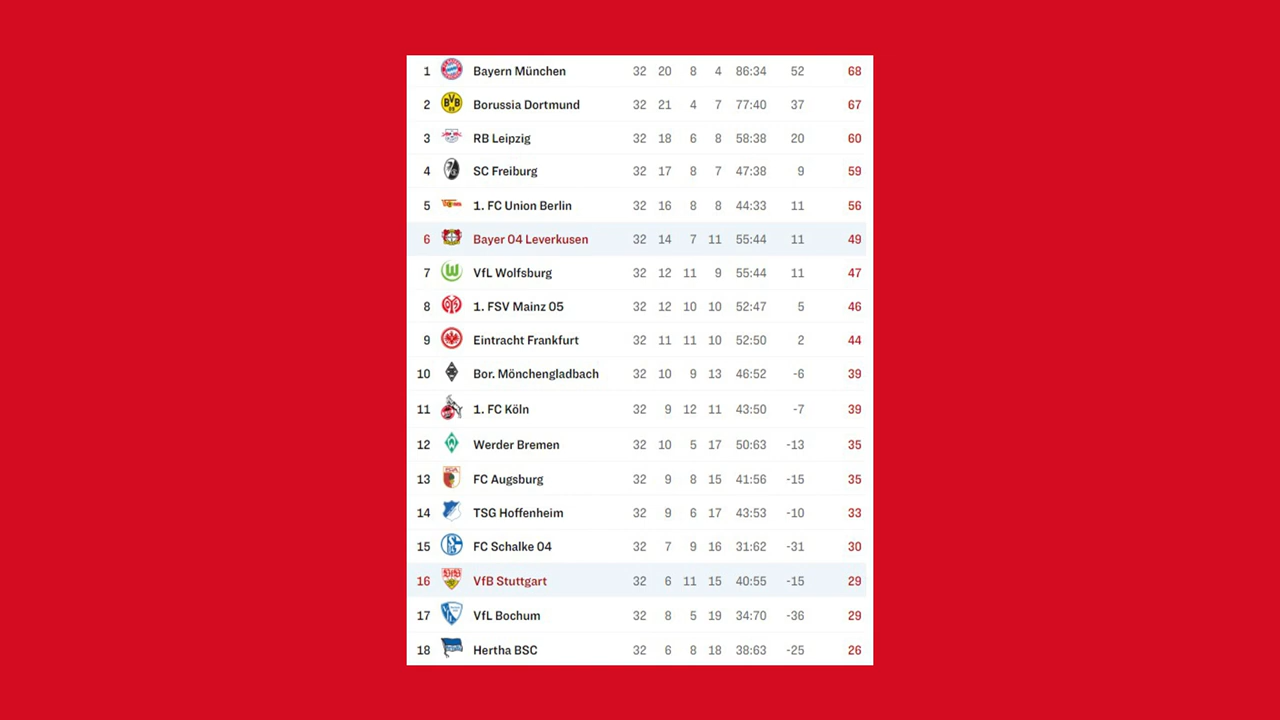 1 Bayern München 32 20 8 4 86:34 52 68
2 Borussia Dortmund 32 21 4 7 77:40 37 67
3 RB Leipzig 32 18 6 8 58:38 20 60
4 SC Freiburg 32 17 8 7 47:38 9 59
5 1. FC Union Berlin 32 16 8 8 44:33 11 56
6 Bayer 04 Leverkusen 32 14 7 11 55:44 11 49
7 VfL Wolfsburg 32 12 11 9 55:44 11 47
8 1. FSV Mainz 05 32 12 10 10 52:47 5 46
9 Eintracht Frankfurt 32 11 11 10 52:50 2 44
10 Bor. Mönchengladbach 32 10 9 13 46:52 -6 39
11 1. FC Köln 32 9 12 11 43:50 -7 39
12 Werder Bremen 32 10 5 17 50:63 -13 35
13 FC Augsburg 32 9 8 15 41:56 -15 35
14 TSG Hoffenheim 32 9 6 17 43:53 -10 33
15 FC Schalke 04 32 7 9 16 31:62 -31 30
16 VfB Stuttgart 32 6 11 15 40:55 -15 29
17 VfL Bochum 32 8 5 19 34:70 -36 29
18 Hertha BSC 32 6 8 18 38:63 -25 26